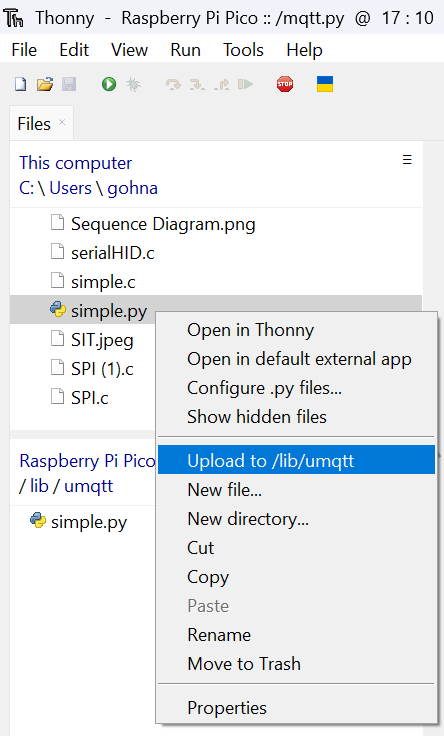 Th Thonny - Raspberry Pi Pico :: /mqtt.py @ 17 : 10
File Edit View Run Tools Help
STOP
Files ×
This computer
C: \ Users \ gohna
Sequence Diagram.png
serialHID.c
simple.c
simple.py
SIT.jpeg
SPI (1).c
SPI.c
Raspberry Pi Pico
/ lib / umqtt
simple.py
Open in Thonny
Open in default external app
Configure .py files...
Show hidden files
Upload to /lib/umqtt
New file...
New directory...
Cut
Copy
Paste
Rename
Move to Trash
Properties